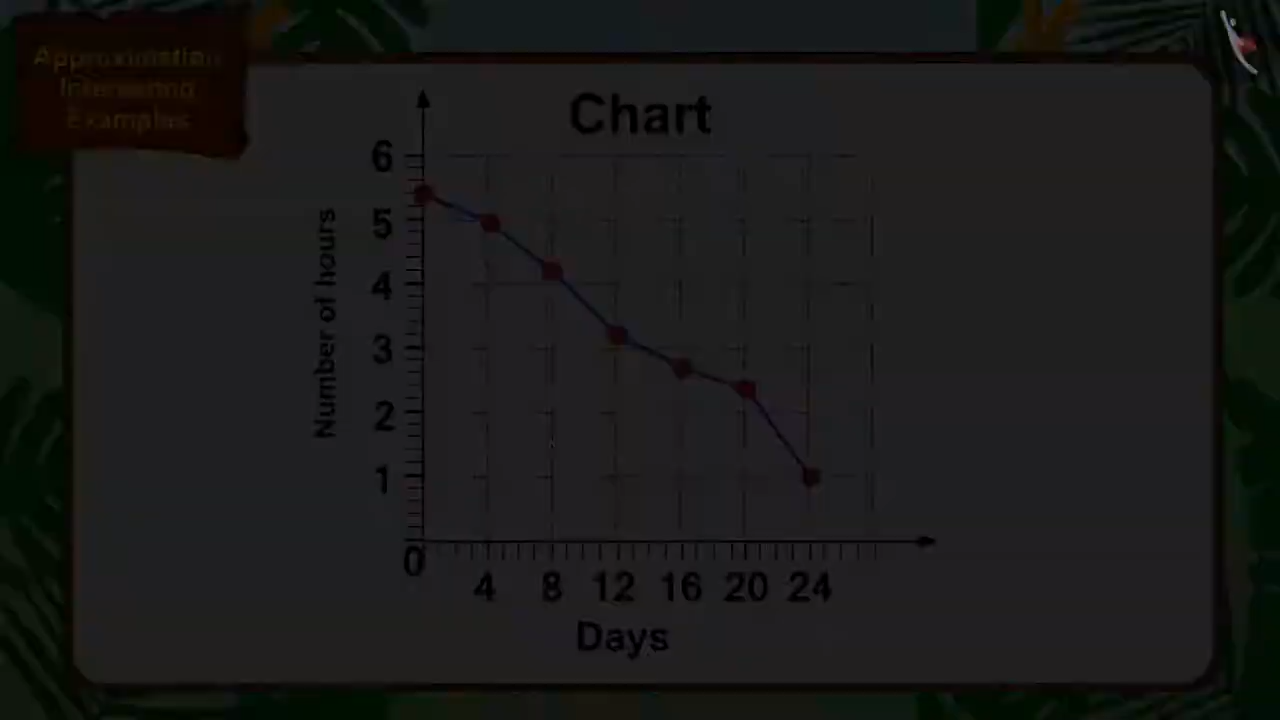 Approximation
Interesting
Examples
Chart
Number of hours
6
5
4
3
2
1
0
4 8 12 16 20 24
Days